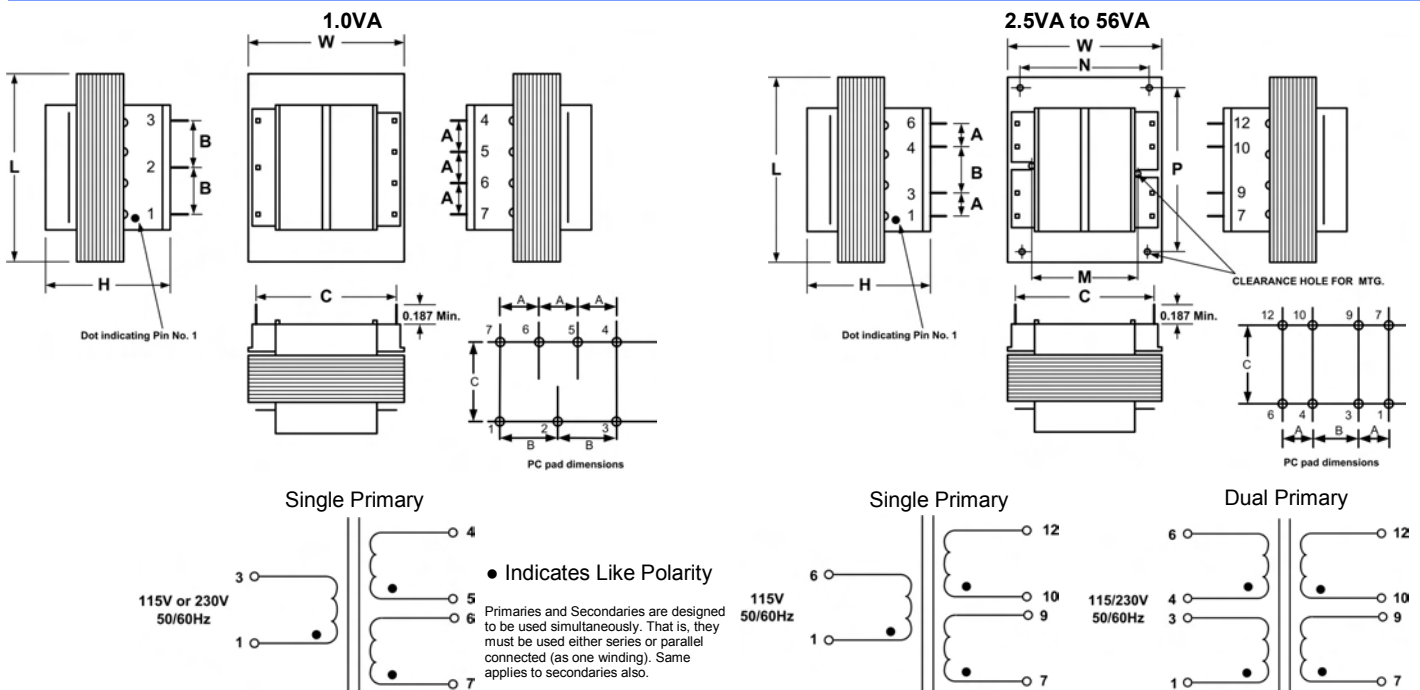 1.0VA
W
L
3
2
1
B
B
H
Dot indicating Pin No. 1
A
A
A
4
5
6
7
C
0.187 Min.
A
A
A
7
6
5
4
C
1
2
3
B
B
PC pad dimensions
2.5VA to 56VA
W
N
L
6
4
3
1
A
B
A
H
Dot indicating Pin No. 1
P
M
12
10
9
7
CLEARANCE HOLE FOR MTG.
C
0.187 Min.
12
10
9
7
C
6
4
3
1
A
B
A
PC pad dimensions
Single Primary
3
115V or 230V
50/60Hz
1
4
5
6
7
● Indicates Like Polarity
Primaries and Secondaries are designed
to be used simultaneously. That is, they
must be used either series or parallel
connected (as one winding). Same
applies to secondaries also.
Single Primary
6
115V
50/60Hz
1
12
10
9
7
Dual Primary
6
115/230V
50/60Hz
4
3
1
12
10
9
7